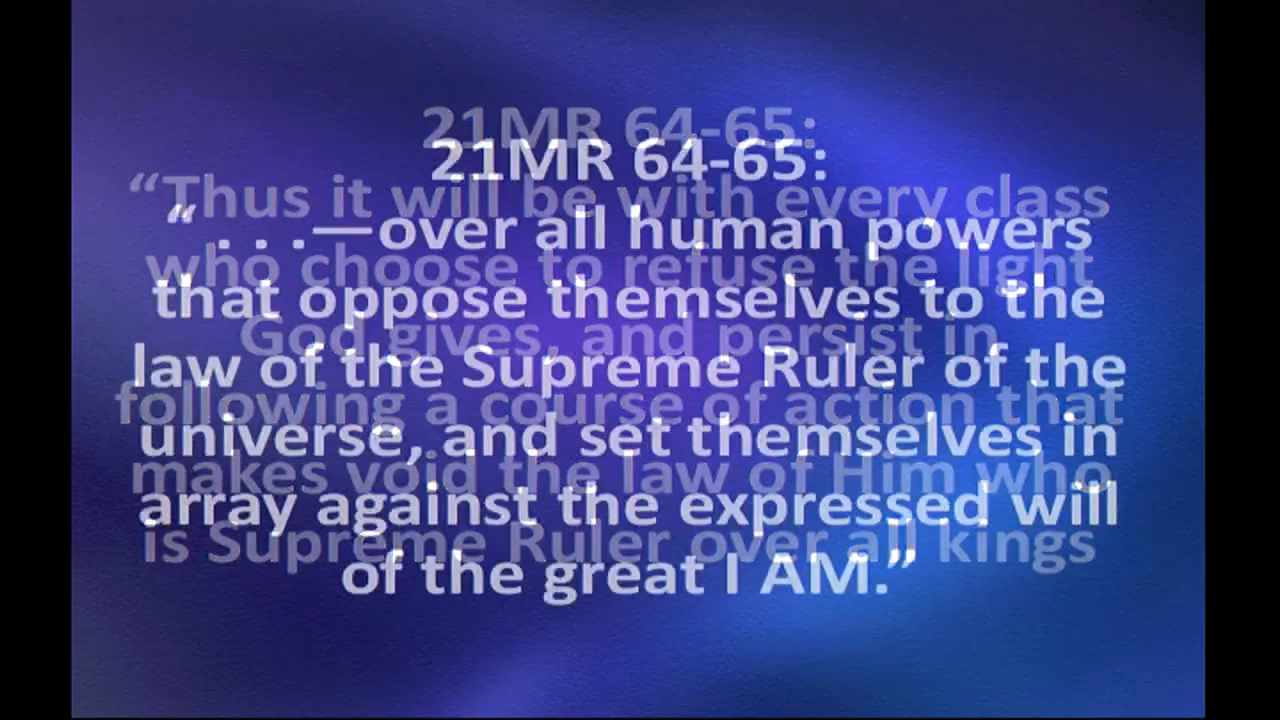 21MR 64-65:
“Thus it will be with every class
who choose to refuse the light
God gives, and persist in
following a course of action that
makes void the law of Him who
is Supreme Ruler over all kings
21MR 64-65:
“. . .—over all human powers
that oppose themselves to the
law of the Supreme Ruler of the
universe, and set themselves in
array against the expressed will
of the great I AM.”